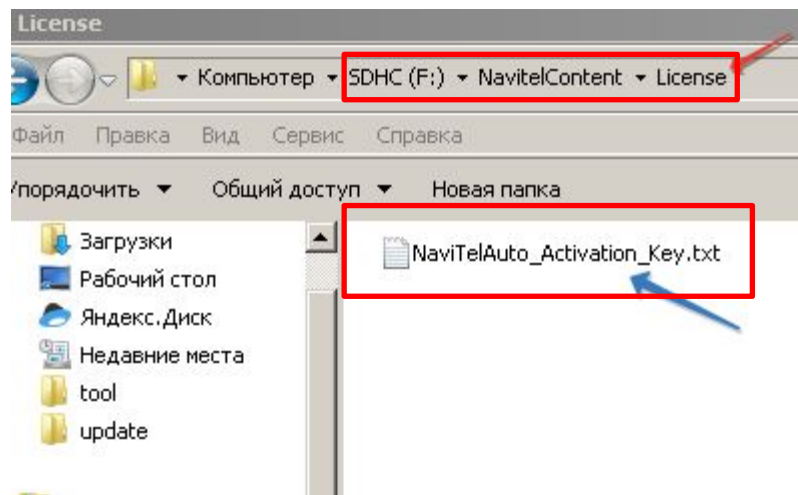 License
Компьютер SDHC (F:) NavitelContent License
Файл Правка Вид Сервис Справка
Упорядочить Общий доступ Новая папка
Загрузки
NaviTelAuto_Activation_Key.txt
Рабочий стол
Яндекс.Диск
Недавние места
tool
update